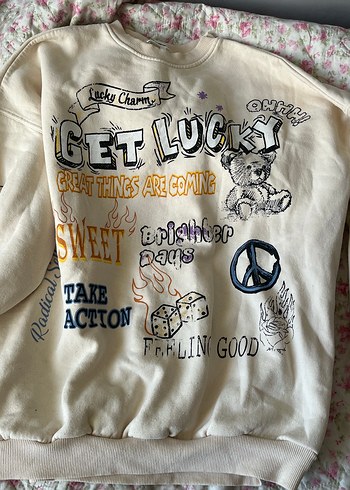 Lucky Charm
OHHH!
GET LUCKY
GREAT THINGS ARE COMING
SWEET
Brighter
Days
TAKE
ACTION
FEELING GOOD
Radical